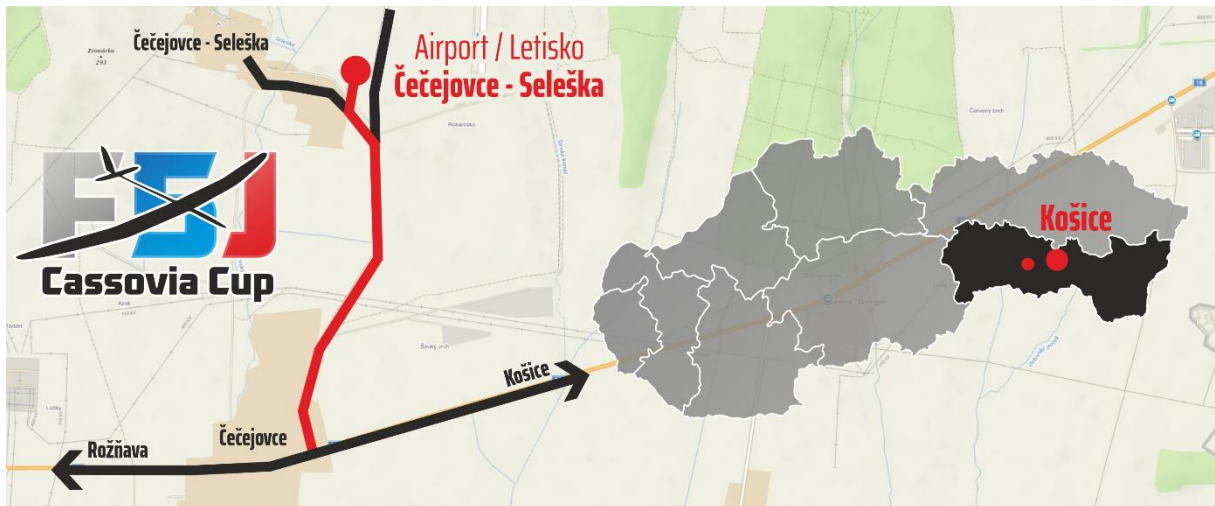 Čečejovce - Seleška
Airport / Letisko
Čečejovce - Seleška
F5J
Cassovia Cup
Košice
Košice
Čečejovce
Rožňava